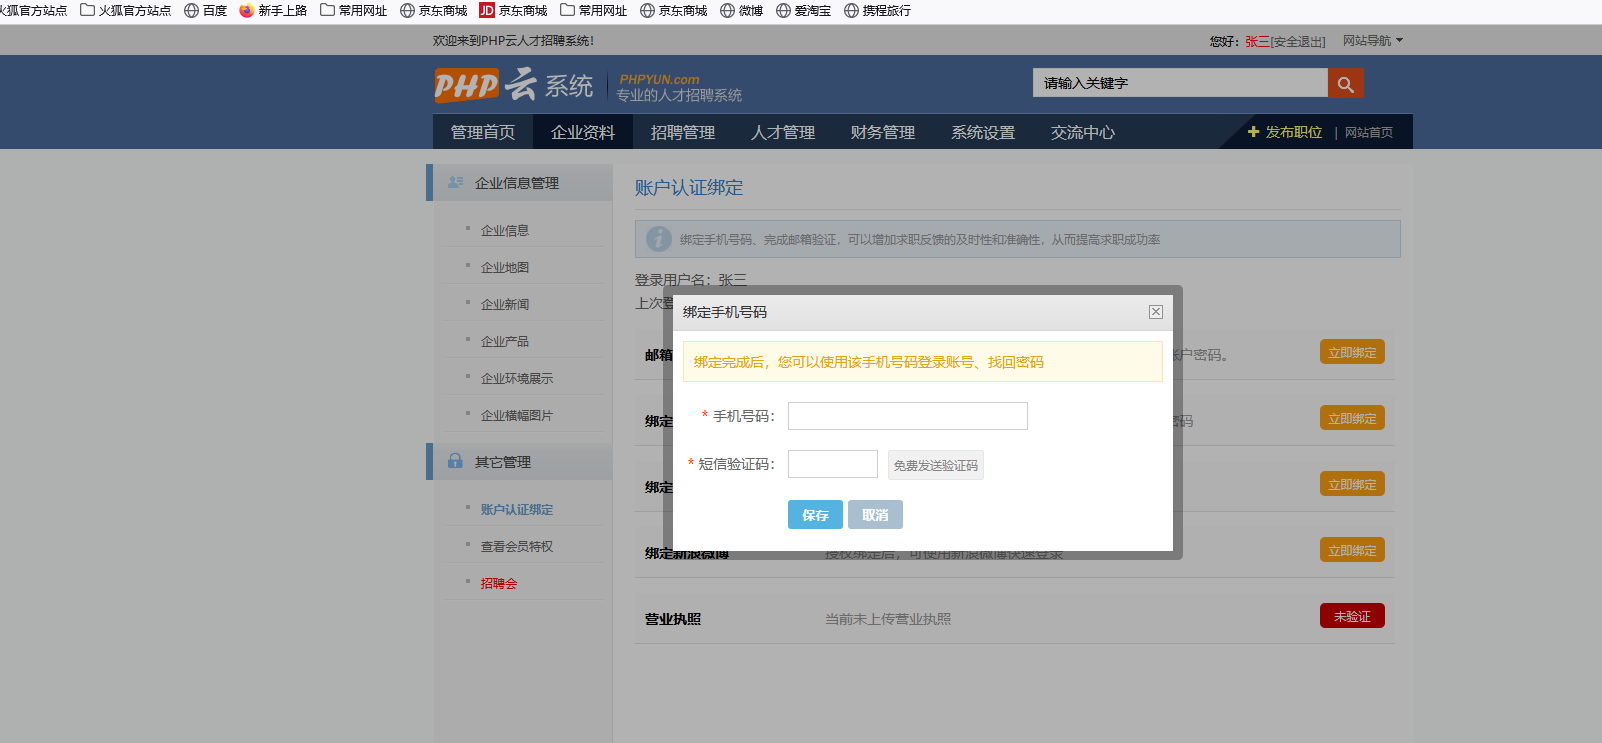 火狐官方站点 火狐官方站点 百度 新手上路 常用网址 京东商城 JD 京东商城 常用网址 京东商城 微博 爱淘宝 携程旅行
欢迎来到PHP云人才招聘系统! 您好：张三[安全退出] 网站导航
PHP云系统 PHPYUN.com
专业的人才招聘系统
请输入关键字
管理首页 企业资料 招聘管理 人才管理 财务管理 系统设置 交流中心 发布职位 | 网站首页
企业信息管理
企业信息
企业地图
企业新闻
企业产品
企业环境展示
企业横幅图片
其它管理
账户认证绑定
查看会员特权
招聘会
账户认证绑定
绑定手机号码、完成邮箱验证，可以增加求职反馈的及时性和准确性，从而提高求职成功率
登录用户名：张三
上次登
绑定手机号码
绑定完成后，您可以使用该手机号码登录账号、找回密码
* 手机号码：
* 短信验证码： 免费发送验证码
保存 取消
邮箱 账户密码。 立即绑定
绑定 密码 立即绑定
绑定 立即绑定
绑定新浪微博 授权绑定后，可使用新浪微博快速登录 立即绑定
营业执照 当前未上传营业执照 未验证